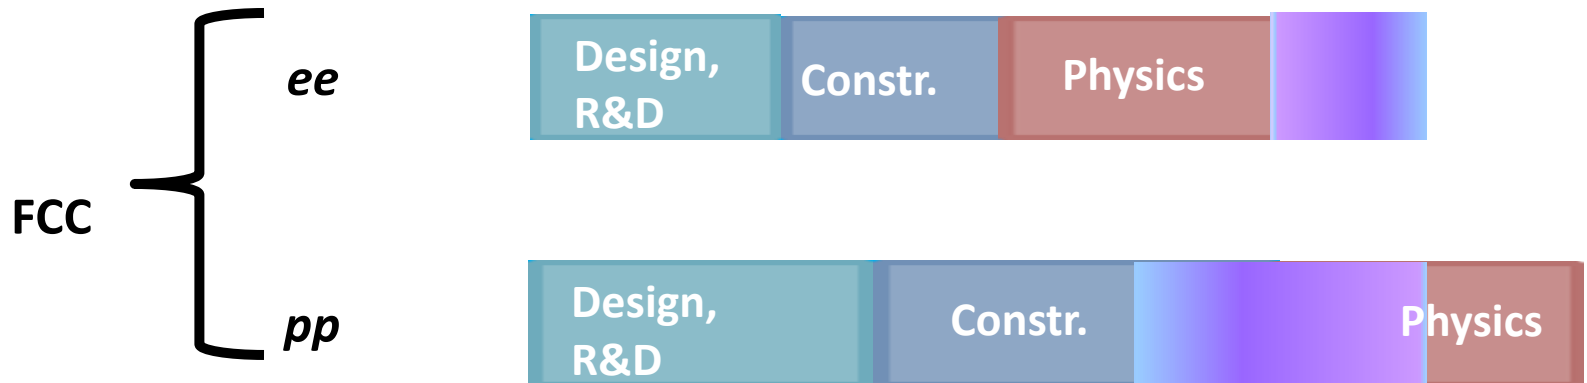 ee
Design,
R&D
Constr.
Physics
FCC
pp
Design,
R&D
Constr.
Physics